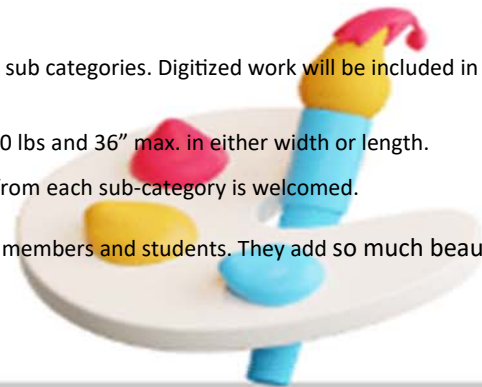 sub categories. Digitized work will be included in
0 lbs and 36” max. in either width or length.
from each sub-category is welcomed.
members and students. They add so much beau